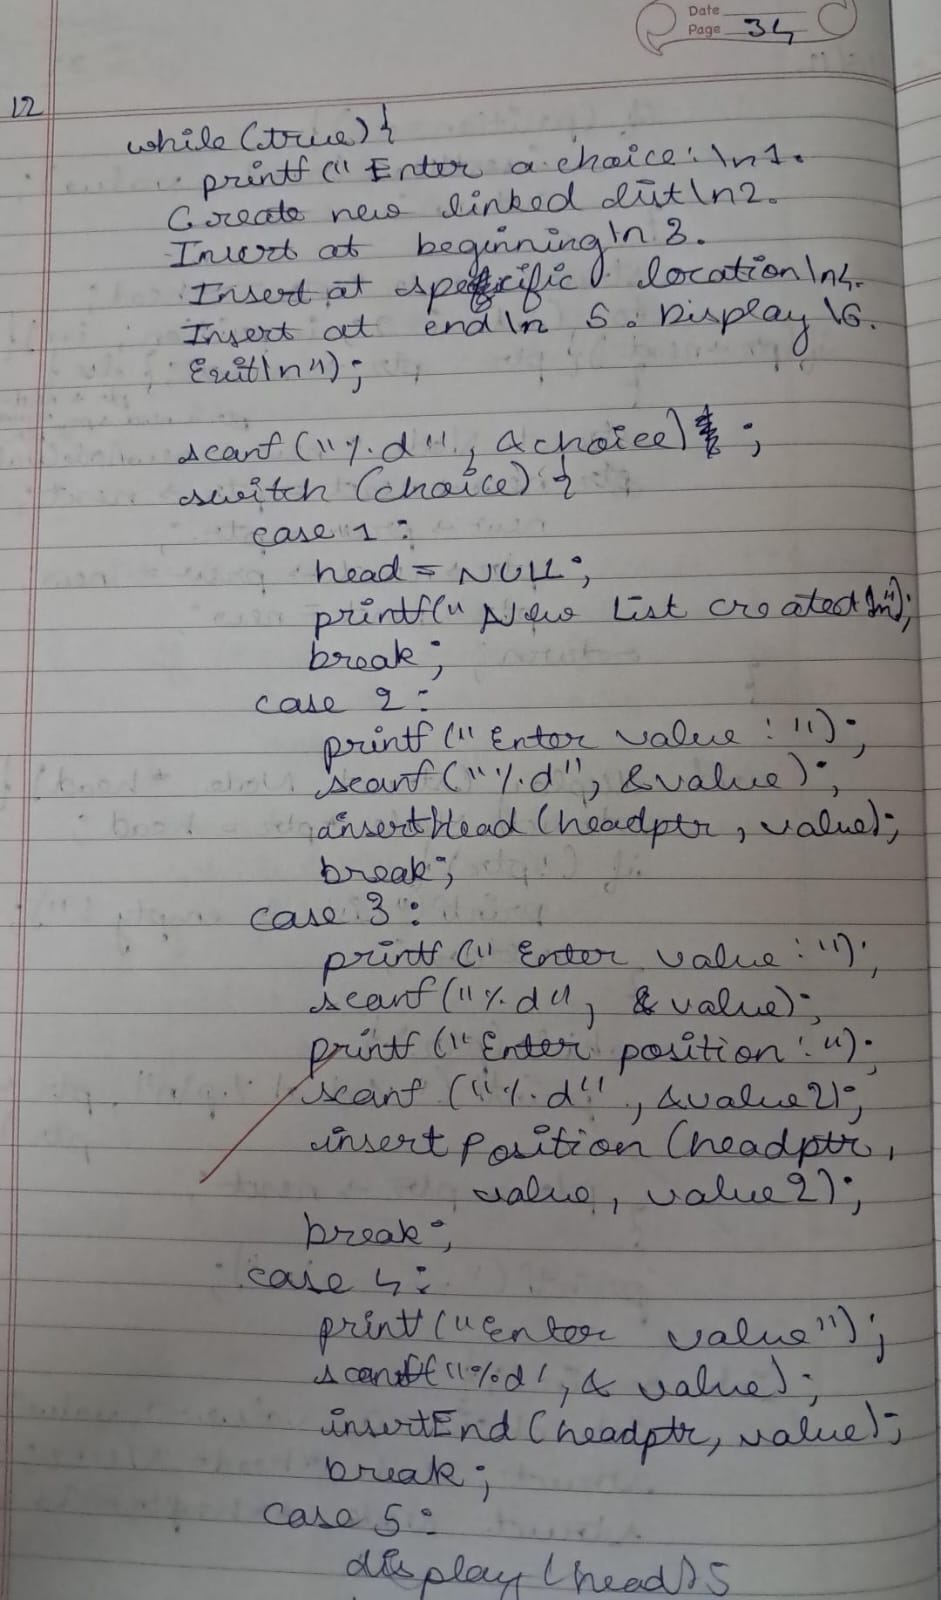 Date
Page 34
12
while (true) {
printf (" Enter a choice: \n1.
Create new linked list \n2.
Insert at beginning \n 3.
Insert at specific location \n4.
Insert at end \n 5. Display \6.
Exit \n");
scanf ("%d", &choice) ;
switch (choice) {
case 1 :
head = NULL;
printf(" New List created \n");
break;
case 2 :
printf (" Enter value : ");
scanf ("%d", &value);
insertHead (headptr, value);
break;
case 3 :
printf (" Enter value : ");
scanf ("%d", & value);
printf ("Enter position : ");
scanf ("%d", &value2);
insert Position (headptr,
value, value2);
break;
case 4 :
printf ("Enter value");
scanf ("%d', & value);
insertEnd (headptr, value);
break;
case 5 :
display (head);